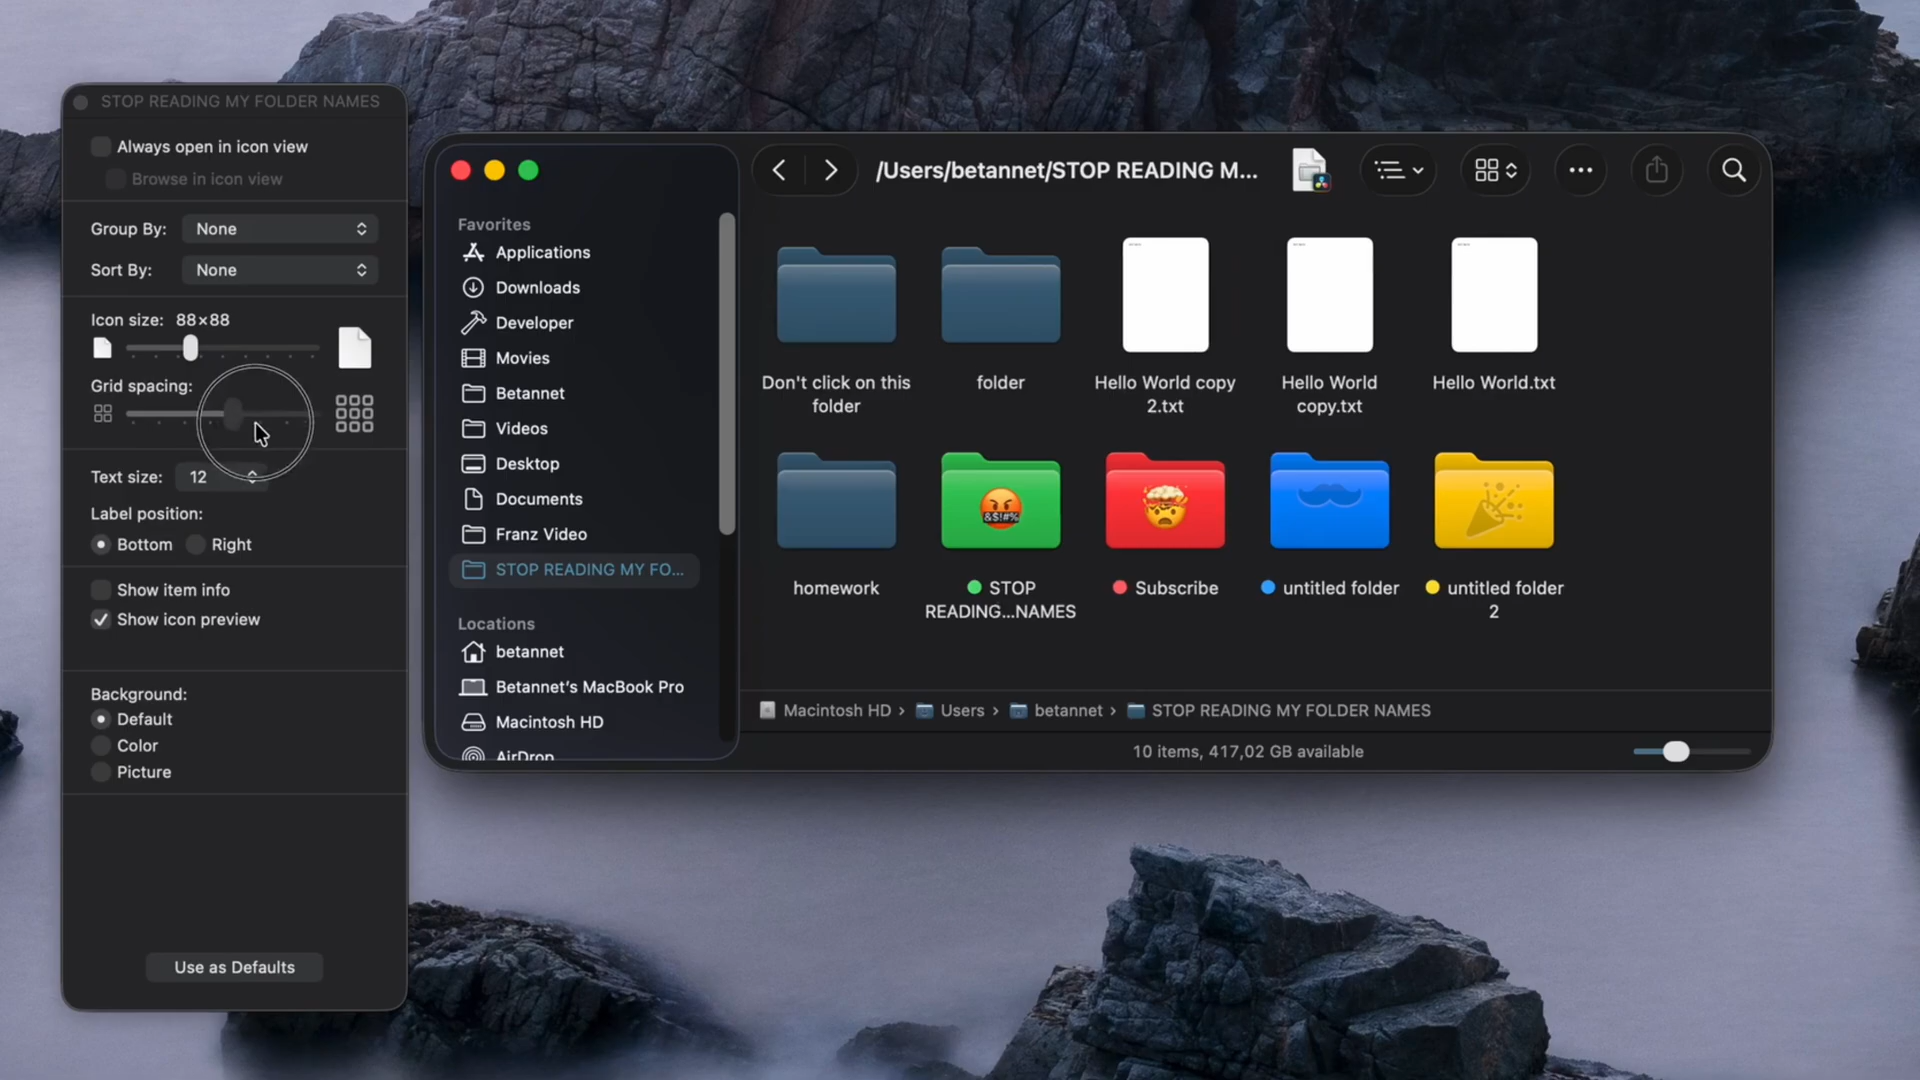 STOP READING MY FOLDER NAMES
Always open in icon view
Browse in icon view
Group By: None
Sort By: None
Icon size: 88×88
Grid spacing:
Text size: 12
Label position:
Bottom Right
Show item info
Show icon preview
Background:
Default
Color
Picture
Use as Defaults
/Users/betannet/STOP READING M...
Favorites
Applications
Downloads
Developer
Movies
Betannet
Videos
Desktop
Documents
Franz Video
STOP READING MY FO...
Locations
betannet
Betannet’s MacBook Pro
Macintosh HD
AirDrop
Don't click on this
folder
folder
Hello World copy
2.txt
Hello World
copy.txt
Hello World.txt
&$!#%
homework
STOP
READING...NAMES
Subscribe
untitled folder
untitled folder
2
Macintosh HD › Users › betannet › STOP READING MY FOLDER NAMES
10 items, 417,02 GB available